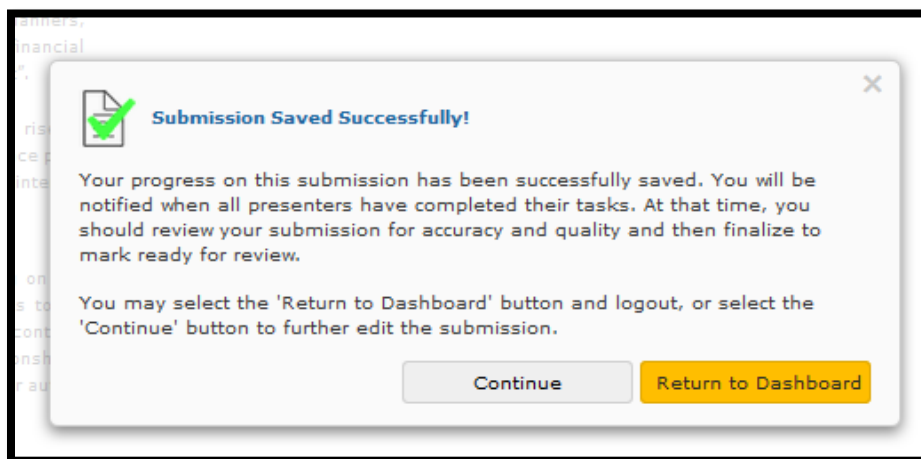 anners,
inancial
Submission Saved Successfully!
Your progress on this submission has been successfully saved. You will be
notified when all presenters have completed their tasks. At that time, you
should review your submission for accuracy and quality and then finalize to
mark ready for review.
You may select the 'Return to Dashboard' button and logout, or select the
'Continue' button to further edit the submission.
Continue
Return to Dashboard